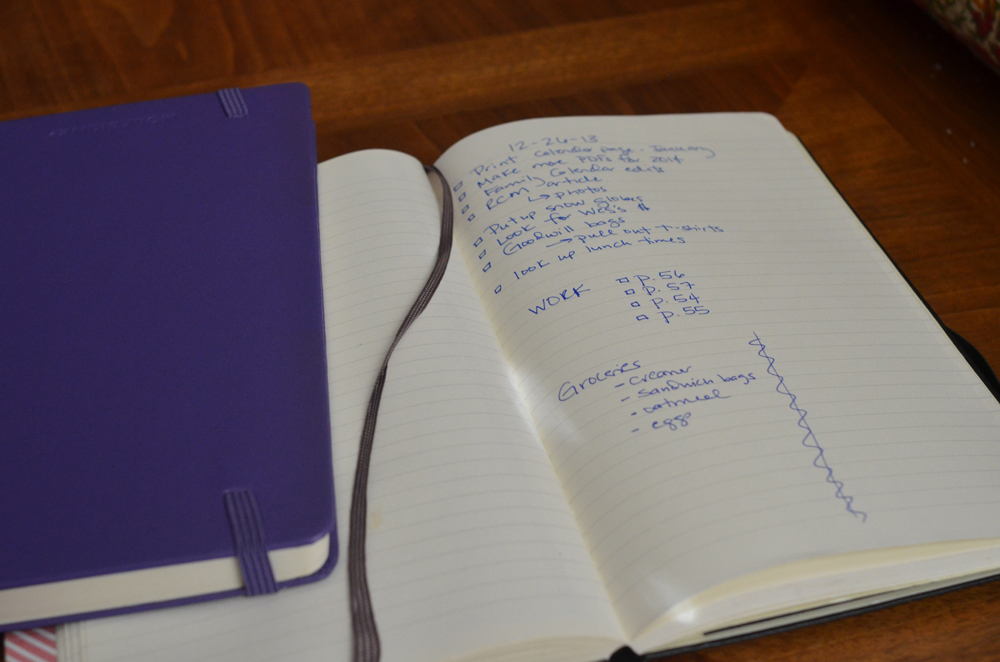 12-26-13
Print calendar page - January
Make more PDFs for 2014
Family Calendar edits
RCM article
↳ photos
Put up snow globes
Look for Wes's #
Goodwill bags
→ pull out t-shirts
look up lunch times
WORK
p. 56
p. 57
p. 54
p. 55
Groceries
- creamer
- sandwich bags
- oatmeal
- eggs